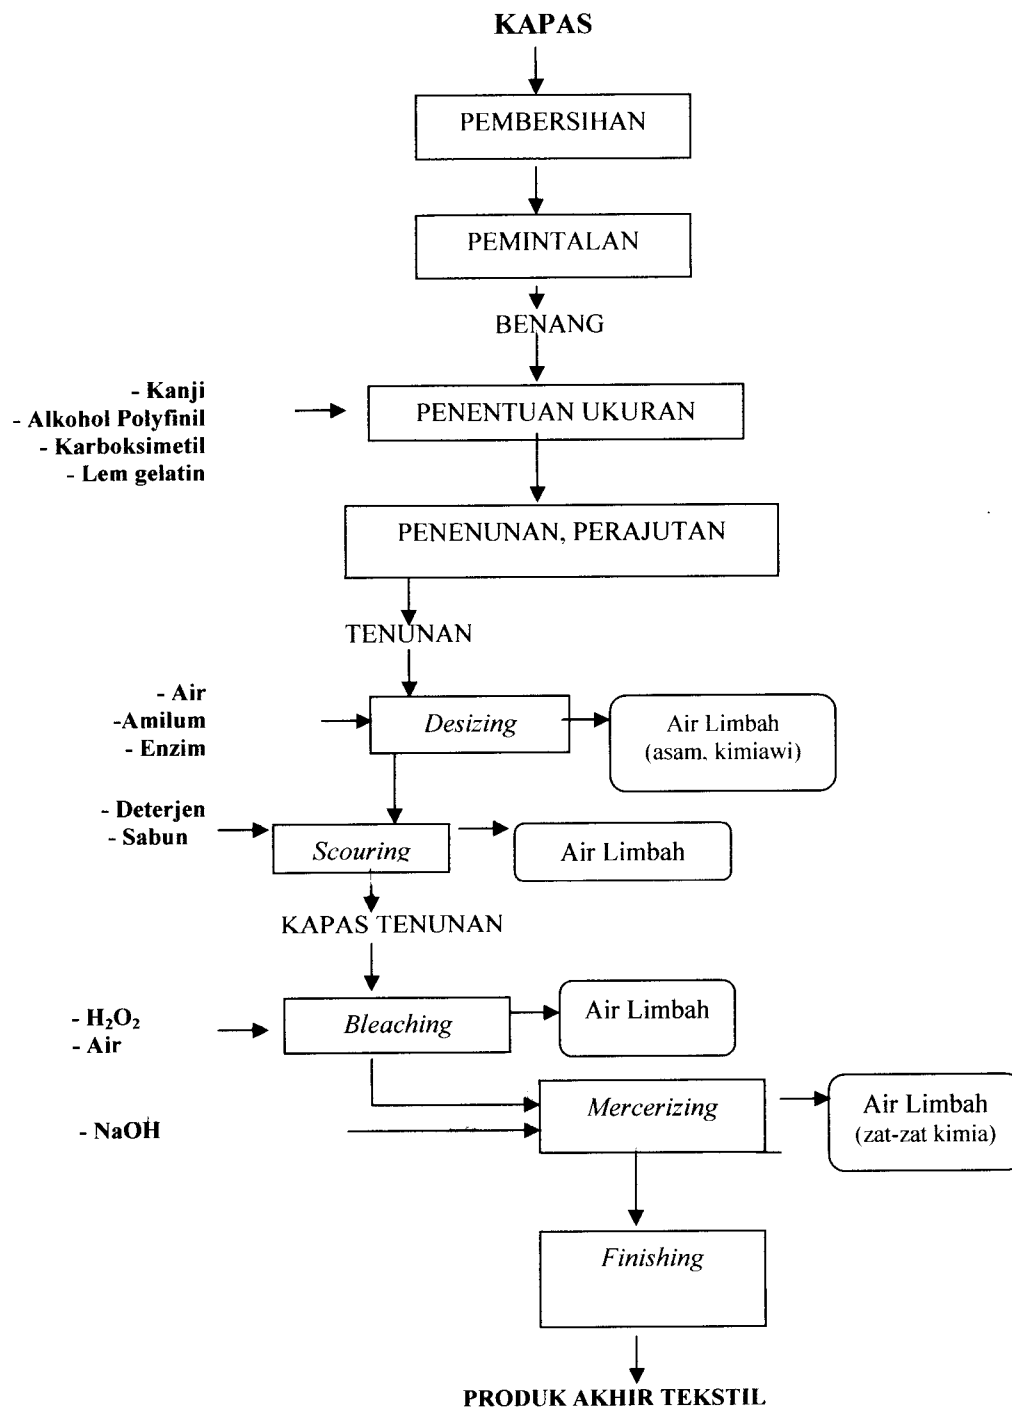 KAPAS
PEMBERSIHAN
PEMINTALAN
BENANG
- Kanji
- Alkohol Polyfinil
- Karboksimetil
- Lem gelatin
PENENTUAN UKURAN
PENENUNAN, PERAJUTAN
TENUNAN
- Air
-Amilum
- Enzim
Desizing
Air Limbah
(asam, kimiawi)
- Deterjen
- Sabun
Scouring
Air Limbah
KAPAS TENUNAN
- H₂O₂
- Air
Bleaching
Air Limbah
- NaOH
Mercerizing
Air Limbah
(zat-zat kimia)
Finishing
PRODUK AKHIR TEKSTIL